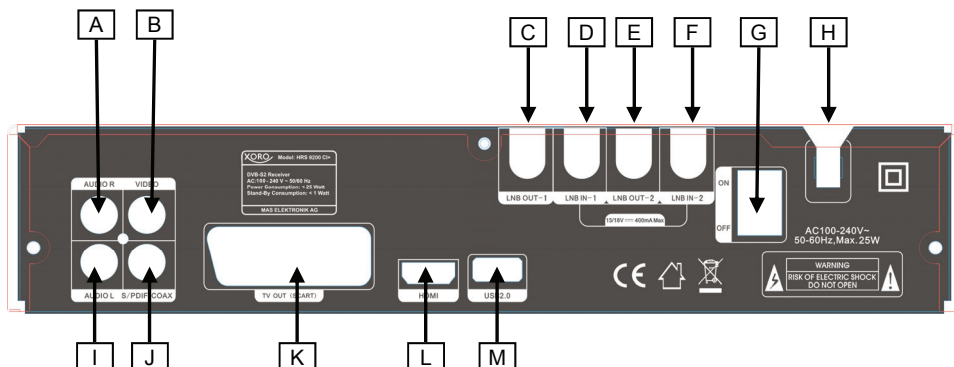 A B C D E F G H
XORO Model: HRS 9200 CI+
DVB-S2 Receiver
AC:100 - 240 V ~ 50/60 Hz
Power Consumption: < 25 Watt
Stand-By Comsumption: < 1 Watt
MAS ELEKTRONIK AG
AUDIO R VIDEO
AUDIO L S/PDIF COAX
TV OUT (SCART)
HDMI
USB2.0
LNB OUT-1 LNB IN-1 LNB OUT-2 LNB IN-2
13/18V 400mA Max
ON
OFF
AC100-240V~
50-60Hz,Max.25W
CE
WARNING
RISK OF ELECTRIC SHOCK
DO NOT OPEN
I J K L M